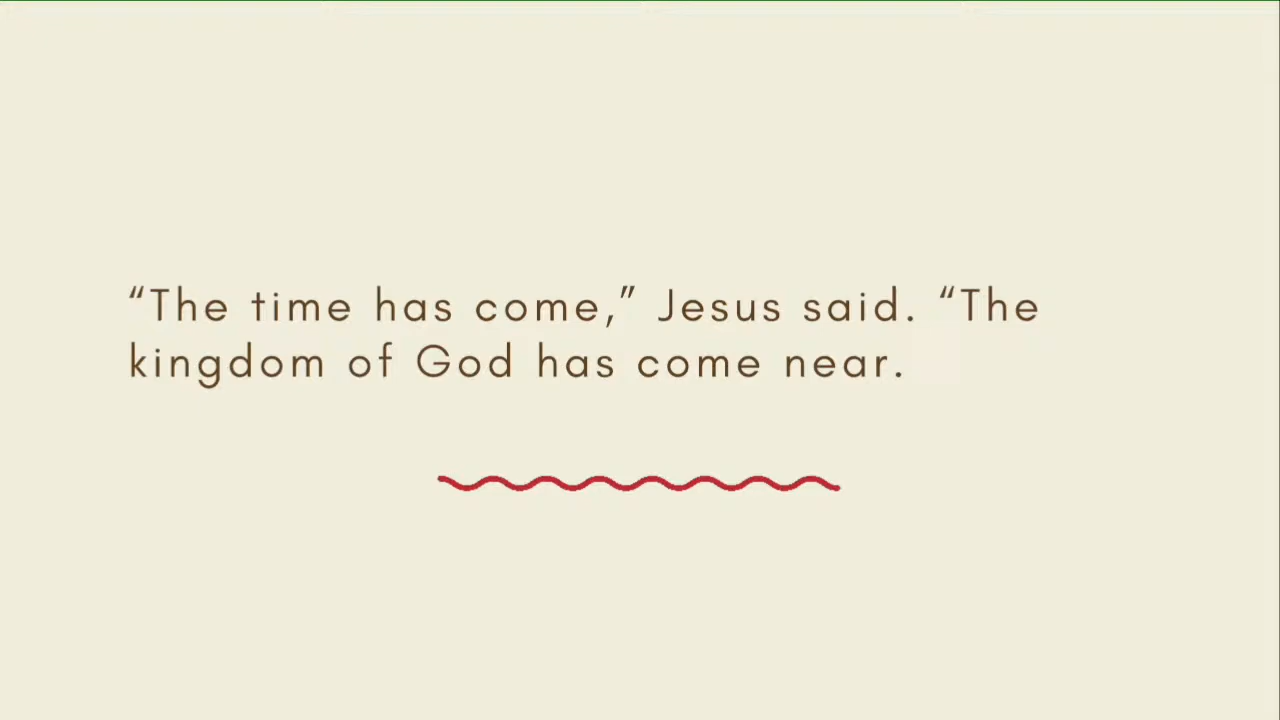 “The time has come,” Jesus said. “The
kingdom of God has come near.